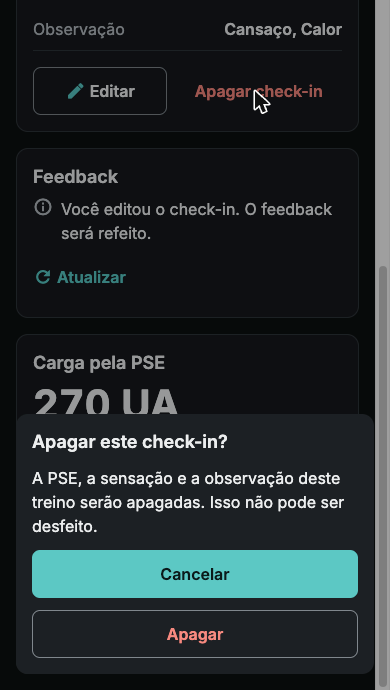 Observação Cansaço, Calor
Editar Apagar check-in
Feedback
Você editou o check-in. O feedback
será refeito.
Atualizar
Carga pela PSE
270 UA
Apagar este check-in?
A PSE, a sensação e a observação deste
treino serão apagadas. Isso não pode ser
desfeito.
Cancelar
Apagar